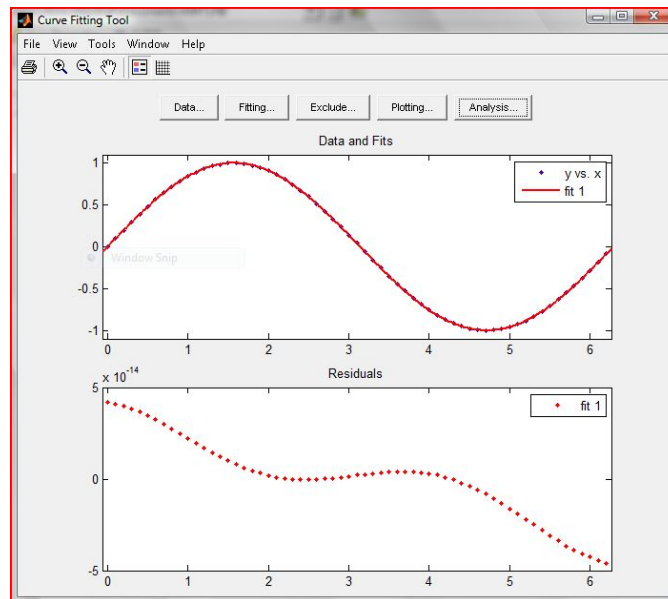 Curve Fitting Tool
File View Tools Window Help
Data... Fitting... Exclude... Plotting... Analysis...
Data and Fits
1
0.5
0
-0.5
-1
y vs. x
fit 1
Window Snip
0 1 2 3 4 5 6
x 10^-14
Residuals
5
0
-5
fit 1
0 1 2 3 4 5 6